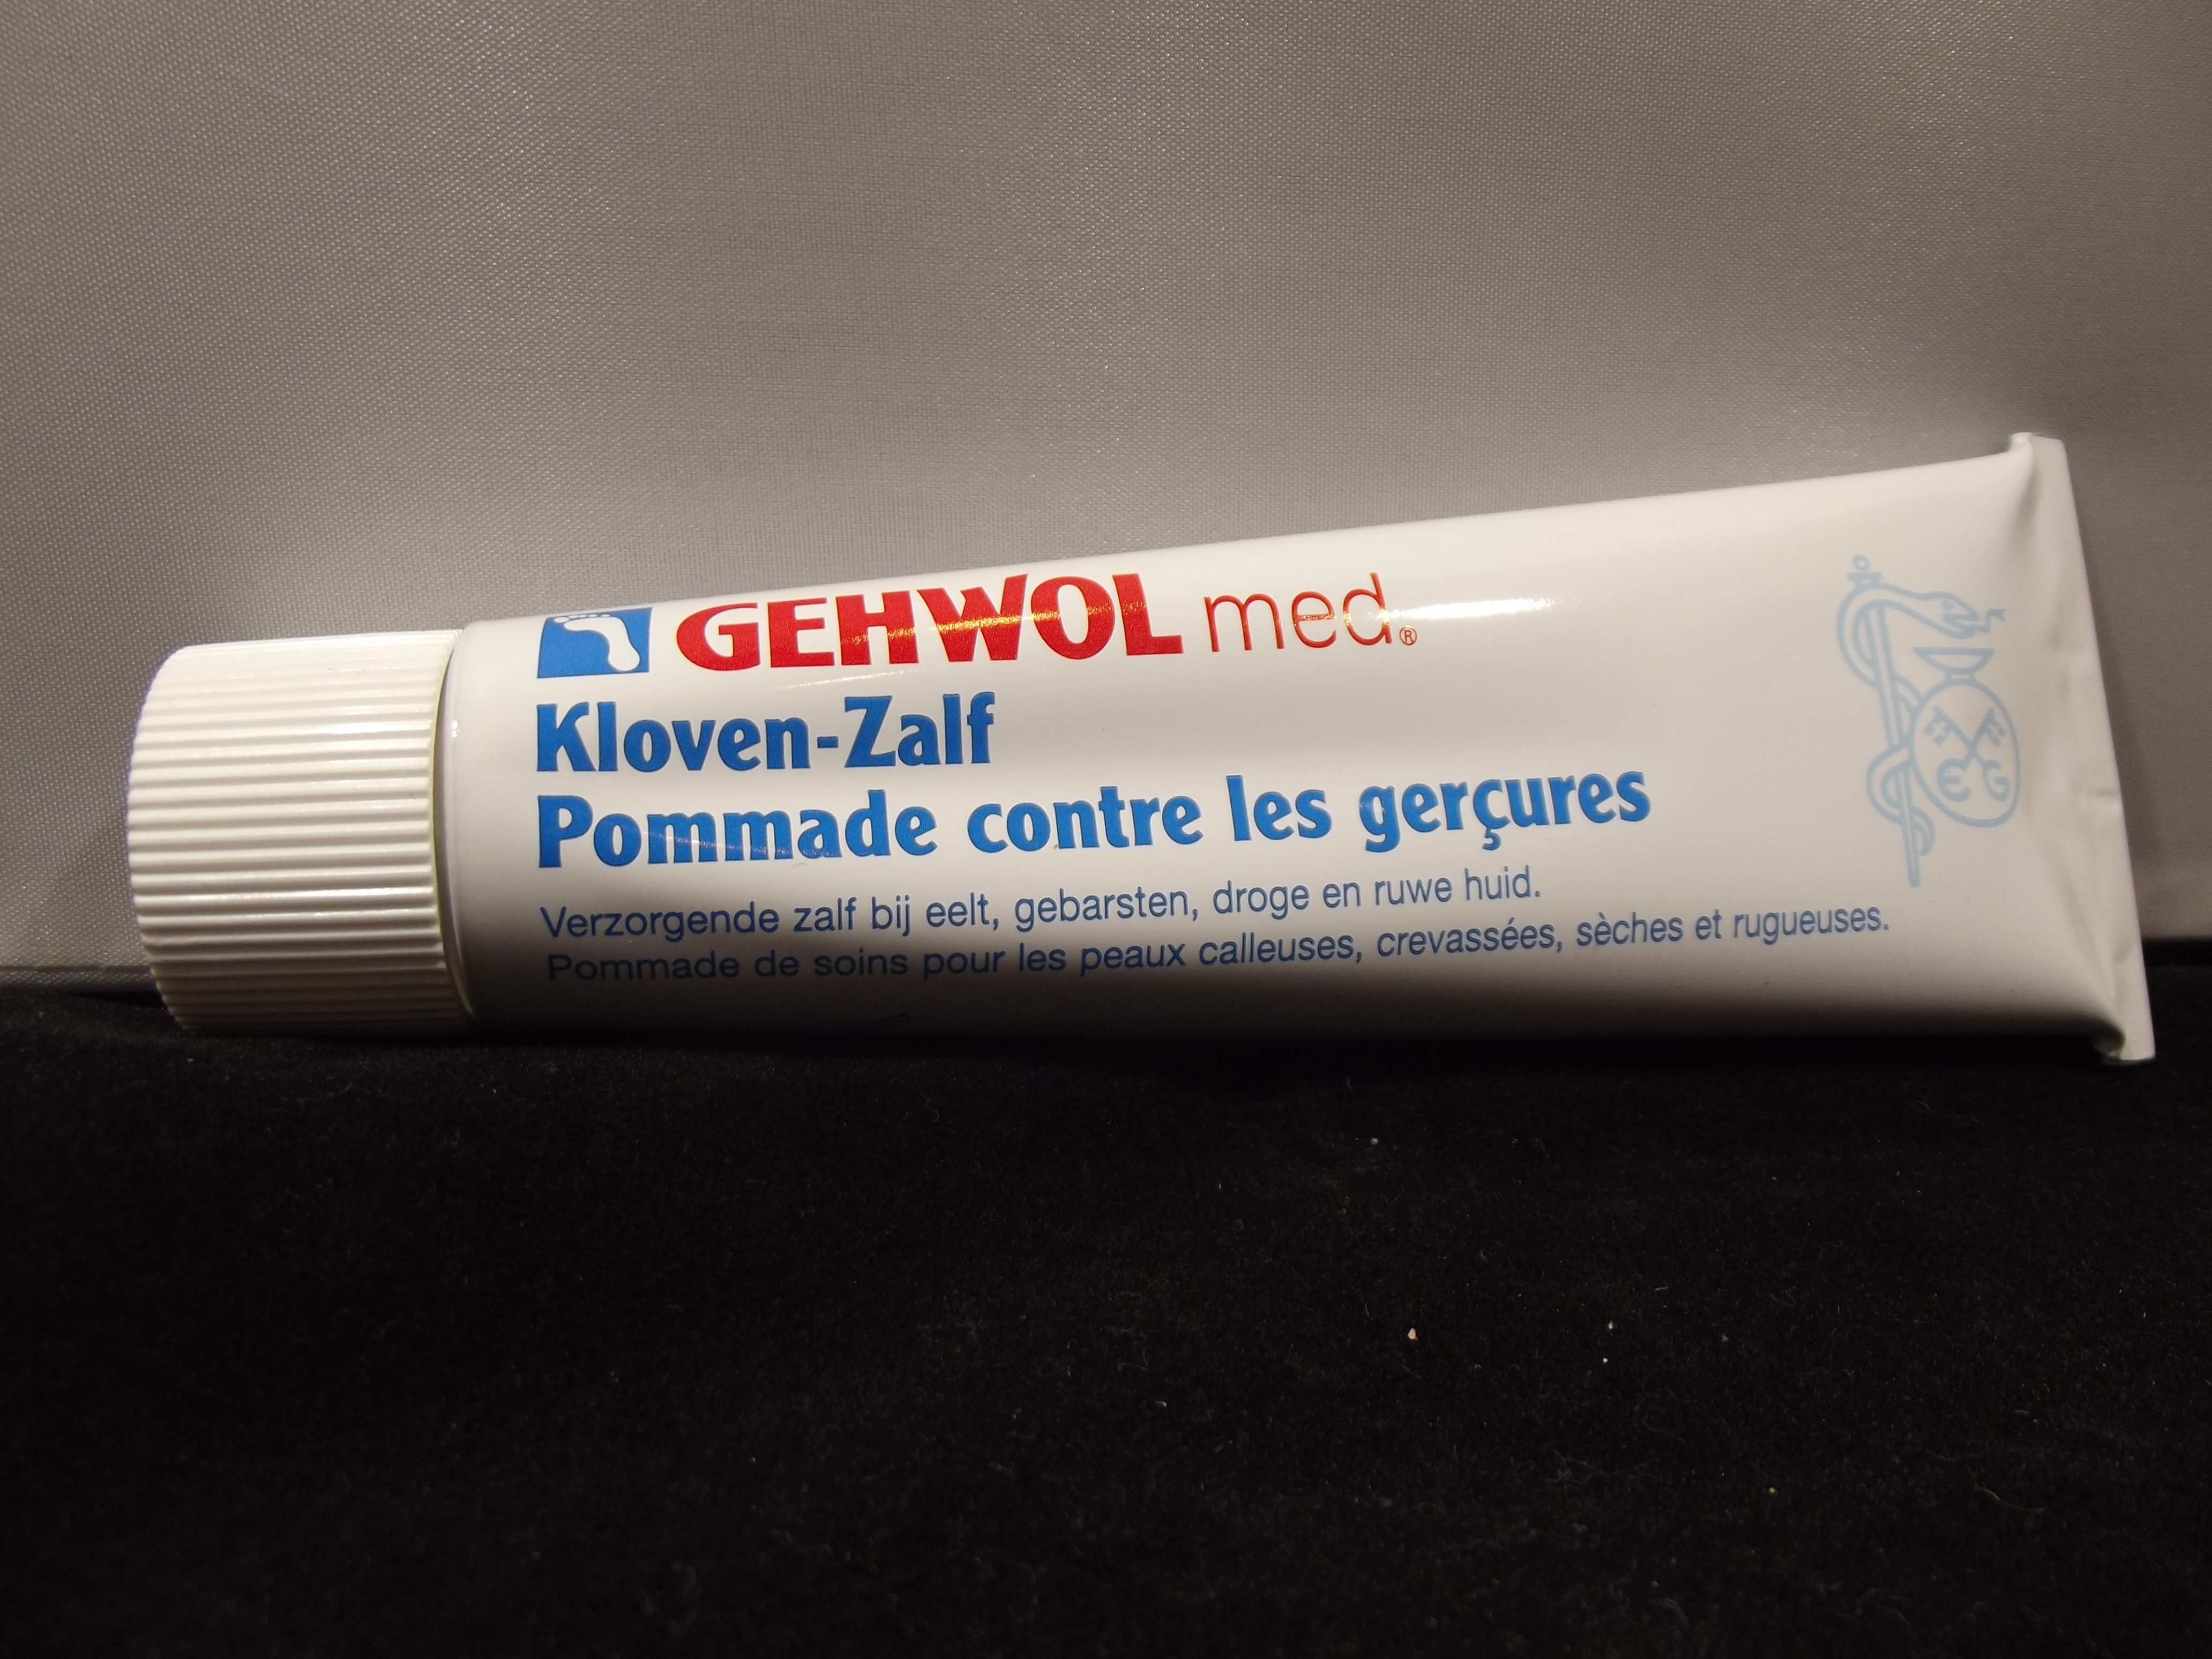 GEHWOL med®
Kloven-Zalf
Pommade contre les gerçures
Verzorgende zalf bij eelt, gebarsten, droge en ruwe huid.
Pommade de soins pour les peaux calleuses, crevassées, sèches et rugueuses.
E G